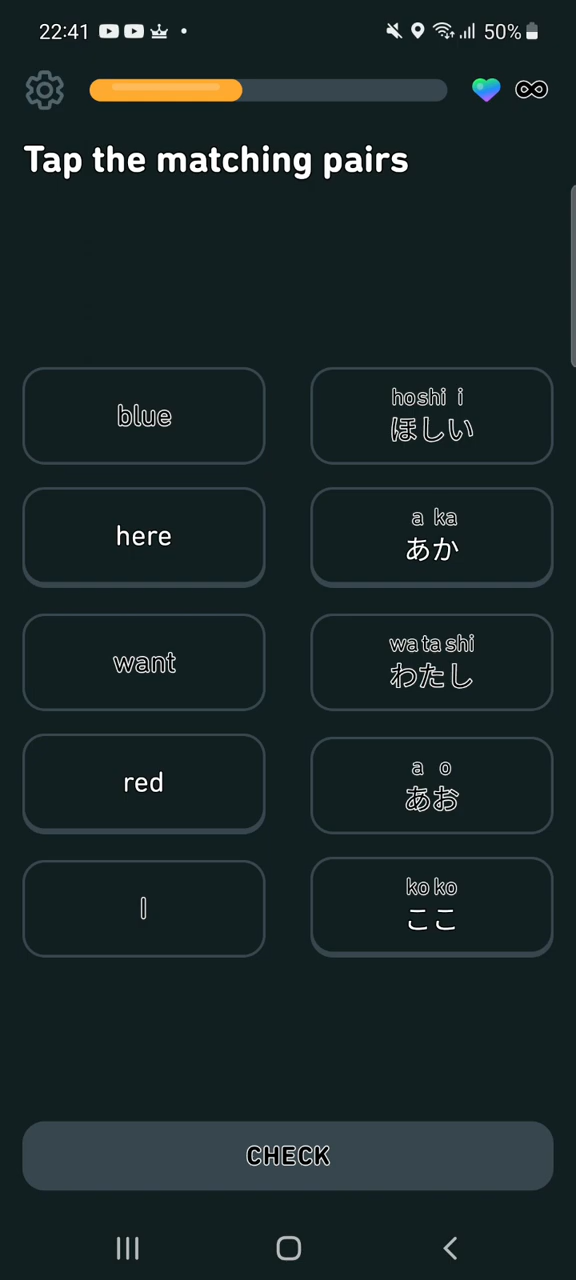 22:41
50%
Tap the matching pairs
blue
hoshi i
ほしい
here
a ka
あか
want
wa ta shi
わたし
red
a o
あお
I
ko ko
ここ
CHECK